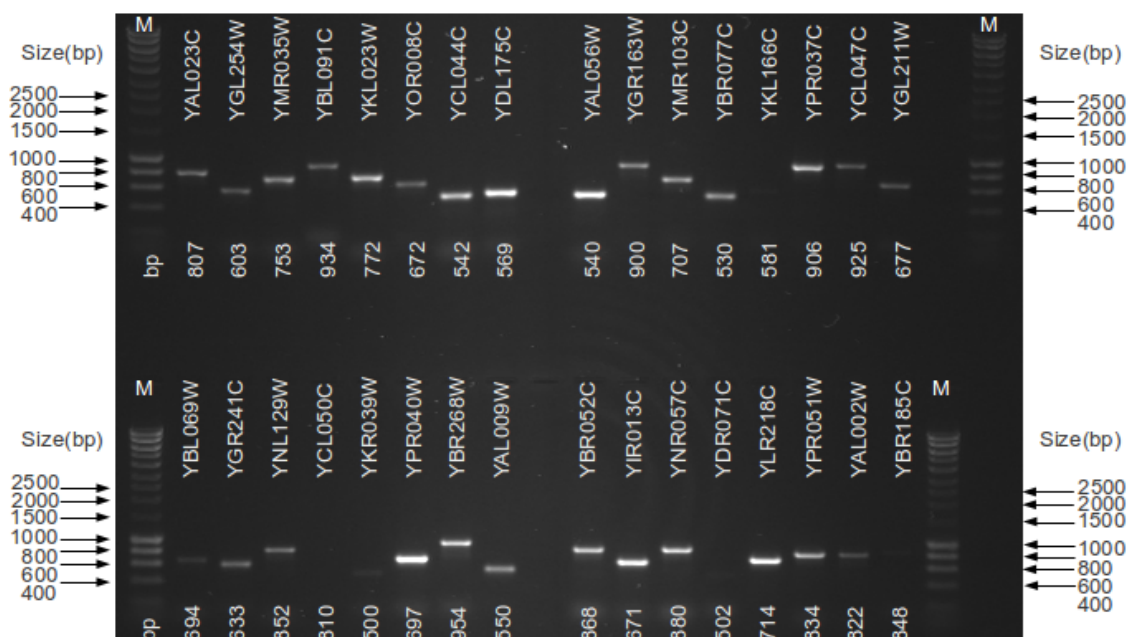 M M
Size(bp) YAL023C YGL254W YMR035W YBL091C YKL023W YOR008C YCL044C YDL175C YAL056W YGR163W YMR103C YBR077C YKL166C YPR037C YCL047C YGL211W Size(bp)
2500 2500
2000 2000
1500 1500
1000 1000
800 800
600 600
400 400
bp 807 603 753 934 772 672 542 569 540 900 707 530 581 906 925 677
M M
Size(bp) YBL069W YGR241C YNL129W YCL050C YKR039W YPR040W YBR268W YAL009W YBR052C YIR013C YNR057C YDR071C YLR218C YPR051W YAL002W YBR185C Size(bp)
2500 2500
2000 2000
1500 1500
1000 1000
800 800
600 600
400 400
bp 694 633 852 810 500 697 954 550 868 671 880 502 714 834 822 848